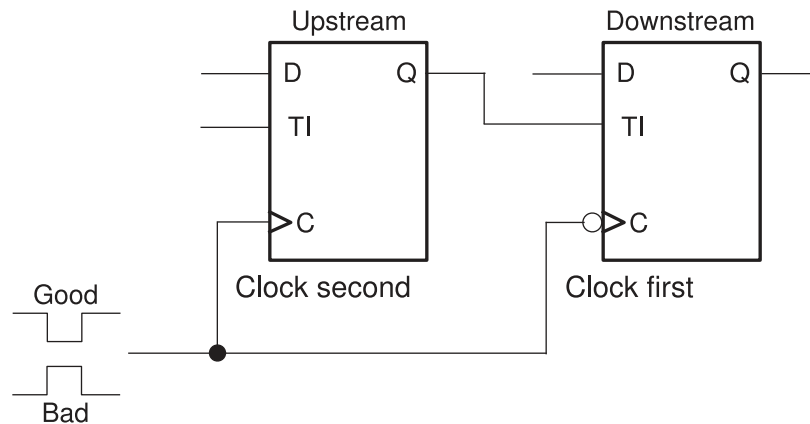 Upstream
Downstream
D
Q
D
Q
TI
TI
C
C
Clock second
Clock first
Good
Bad